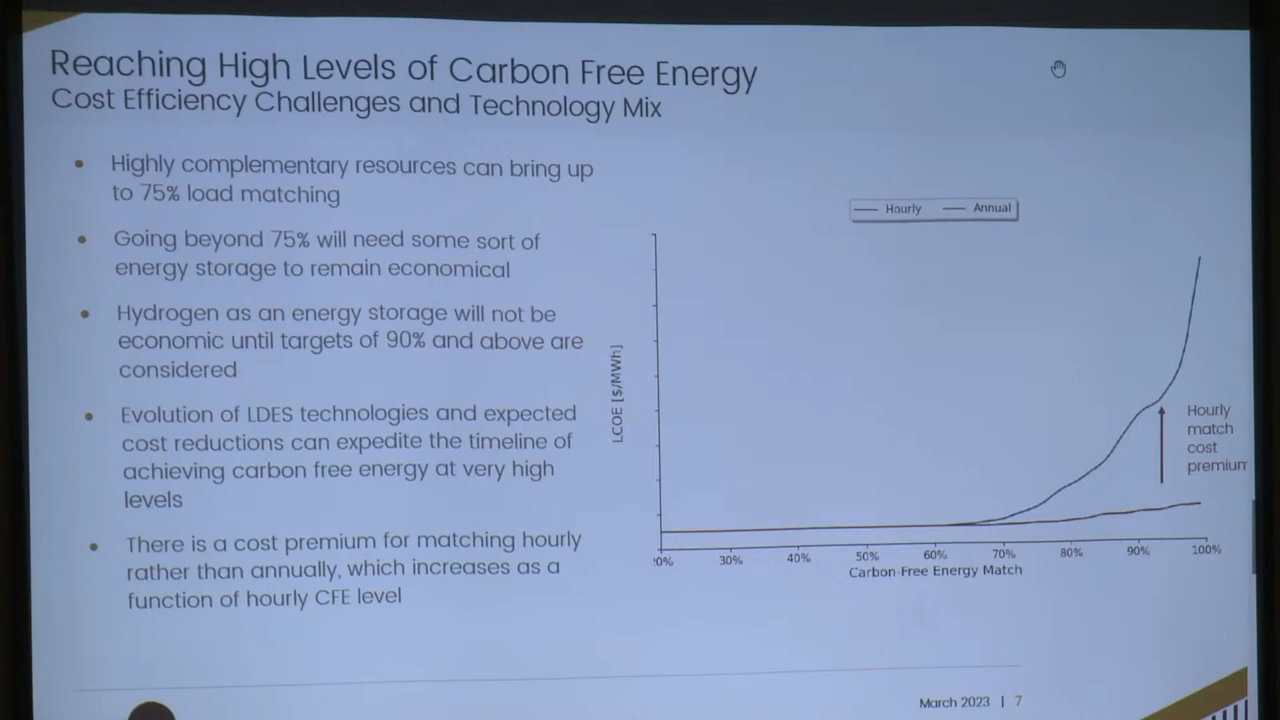 Reaching High Levels of Carbon Free Energy
Cost Efficiency Challenges and Technology Mix
Highly complementary resources can bring up
to 75% load matching
Going beyond 75% will need some sort of
energy storage to remain economical
Hydrogen as an energy storage will not be
economic until targets of 90% and above are
considered
Evolution of LDES technologies and expected
cost reductions can expedite the timeline of
achieving carbon free energy at very high
levels
There is a cost premium for matching hourly
rather than annually, which increases as a
function of hourly CFE level
Hourly Annual
LCOE [$/MWh]
Hourly
match
cost
premium
0% 30% 40% 50% 60% 70% 80% 90% 100%
Carbon-Free Energy Match
March 2023 | 7